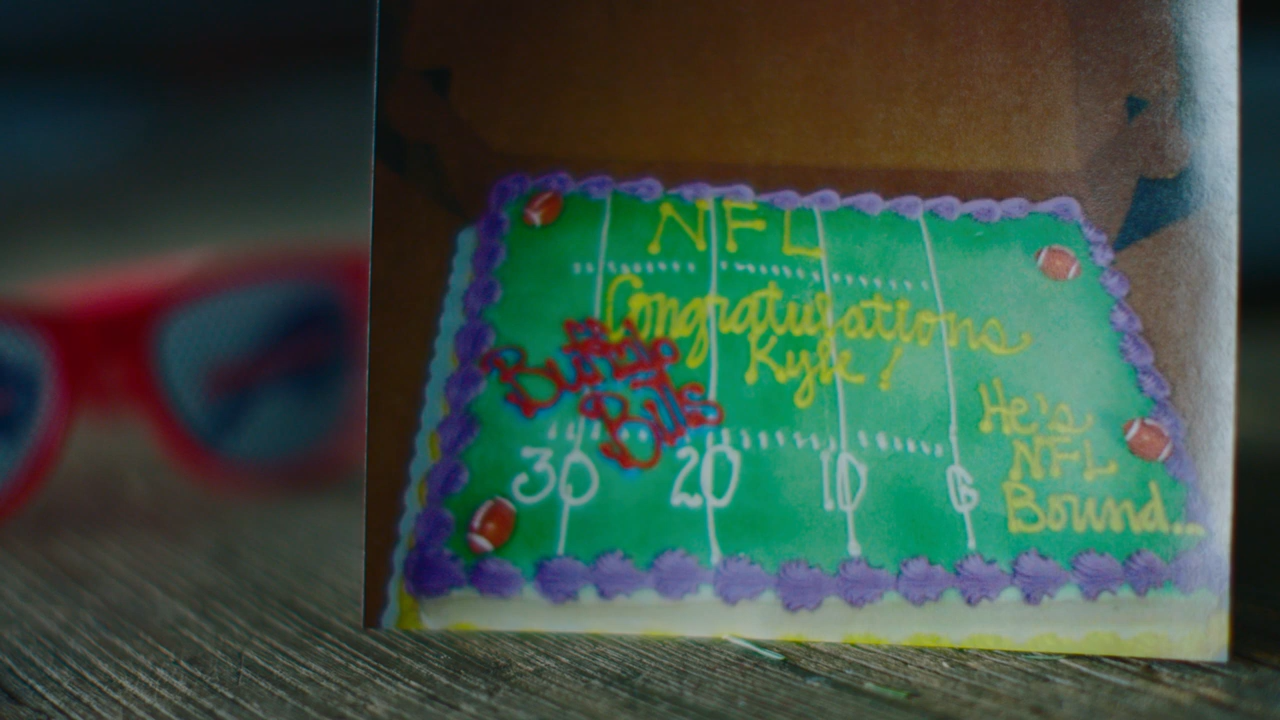 NFL
Congratulations
Kyle!
Buffalo
Bills
He's
NFL
Bound...
30 20 10 G